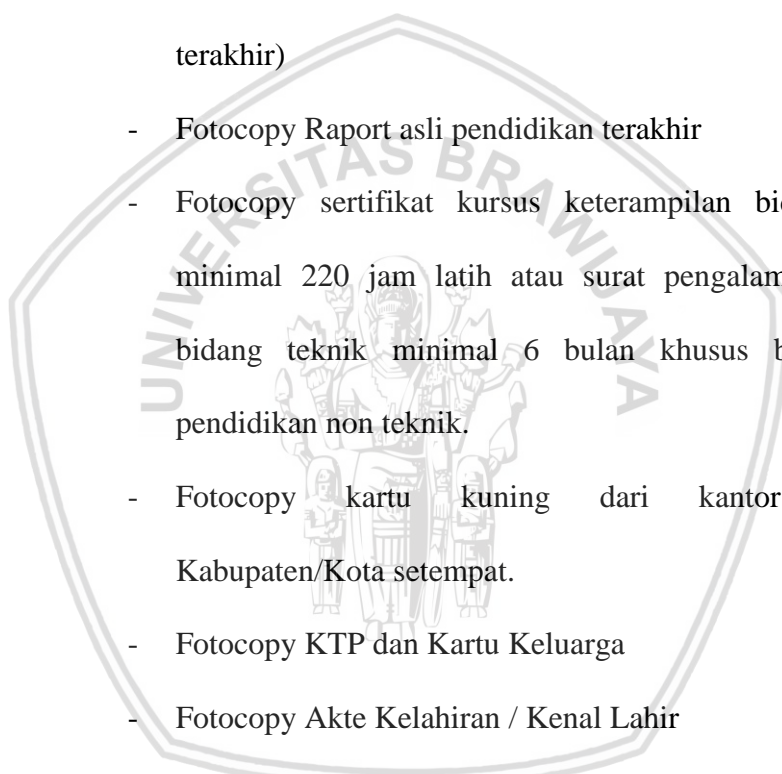 terakhir)
- Fotocopy Raport asli pendidikan terakhir
- Fotocopy sertifikat kursus keterampilan
minimal 220 jam latih atau surat
bidang teknik minimal 6 bulan khusus
pendidikan non teknik.
- Fotocopy kartu kuning dari kantor
Kabupaten/Kota setempat.
- Fotocopy KTP dan Kartu Keluarga
- Fotocopy Akte Kelahiran / Kenal Lahir
UNIVERSITAS BRAWIJAYA